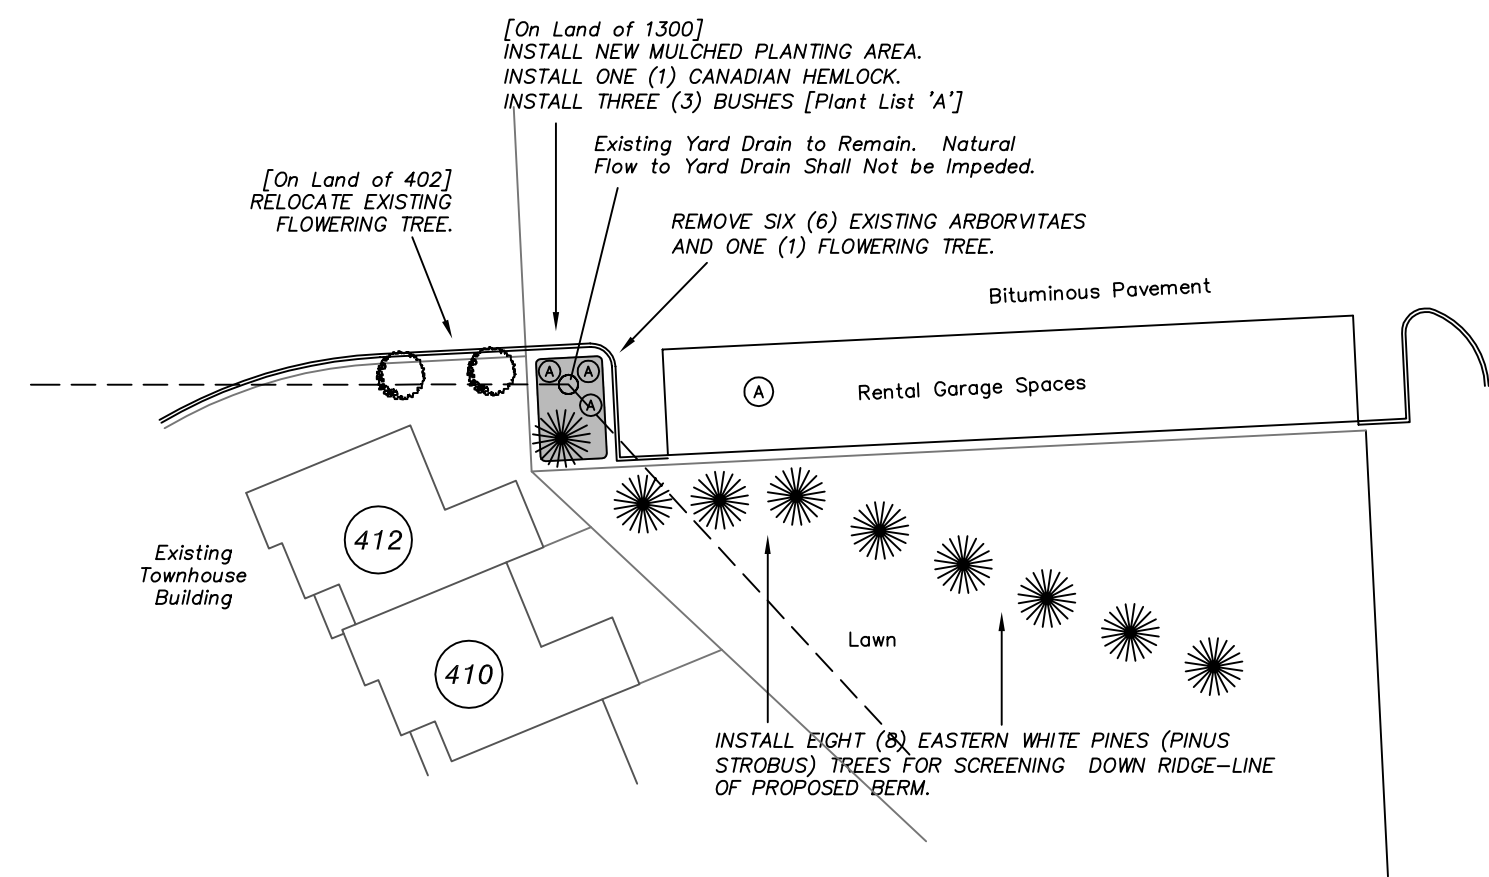 [On Land of 1300]
INSTALL NEW MULCHED PLANTING AREA.
INSTALL ONE (1) CANADIAN HEMLOCK.
INSTALL THREE (3) BUSHES [Plant List 'A']
Existing Yard Drain to Remain. Natural
Flow to Yard Drain Shall Not be Impeded.
[On Land of 402]
RELOCATE EXISTING
FLOWERING TREE.
REMOVE SIX (6) EXISTING ARBORVITAES
AND ONE (1) FLOWERING TREE.
Bituminous Pavement
A
A
A
A
Rental Garage Spaces
412
Existing
Townhouse
Building
410
Lawn
INSTALL EIGHT (8) EASTERN WHITE PINES (PINUS
STROBUS) TREES FOR SCREENING DOWN RIDGE-LINE
OF PROPOSED BERM.